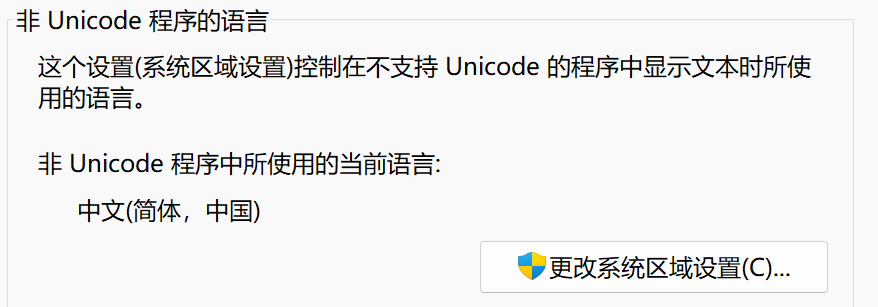 非 Unicode 程序的语言
这个设置(系统区域设置)控制在不支持 Unicode 的程序中显示文本时所使
用的语言。
非 Unicode 程序中所使用的当前语言:
中文(简体，中国)
更改系统区域设置(C)...